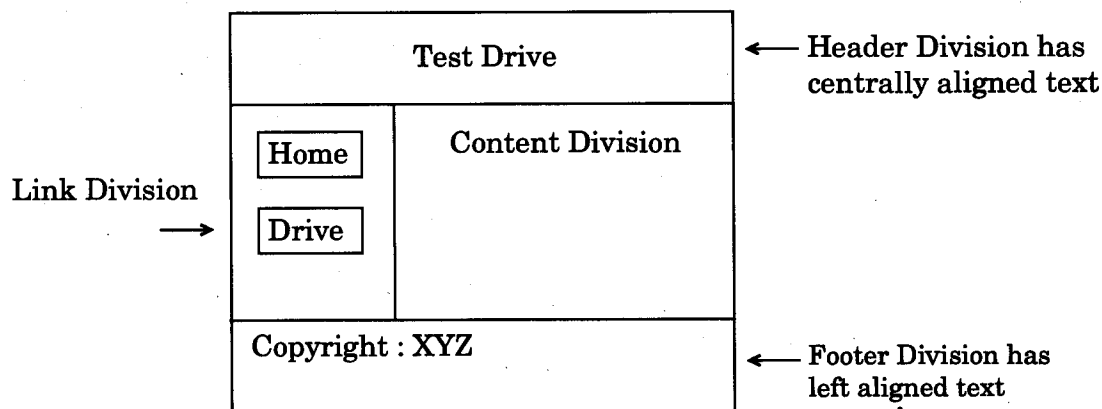 Test Drive
Header Division has
centrally aligned text
Home
Content Division
Link Division
Drive
Copyright : XYZ
Footer Division has
left aligned text